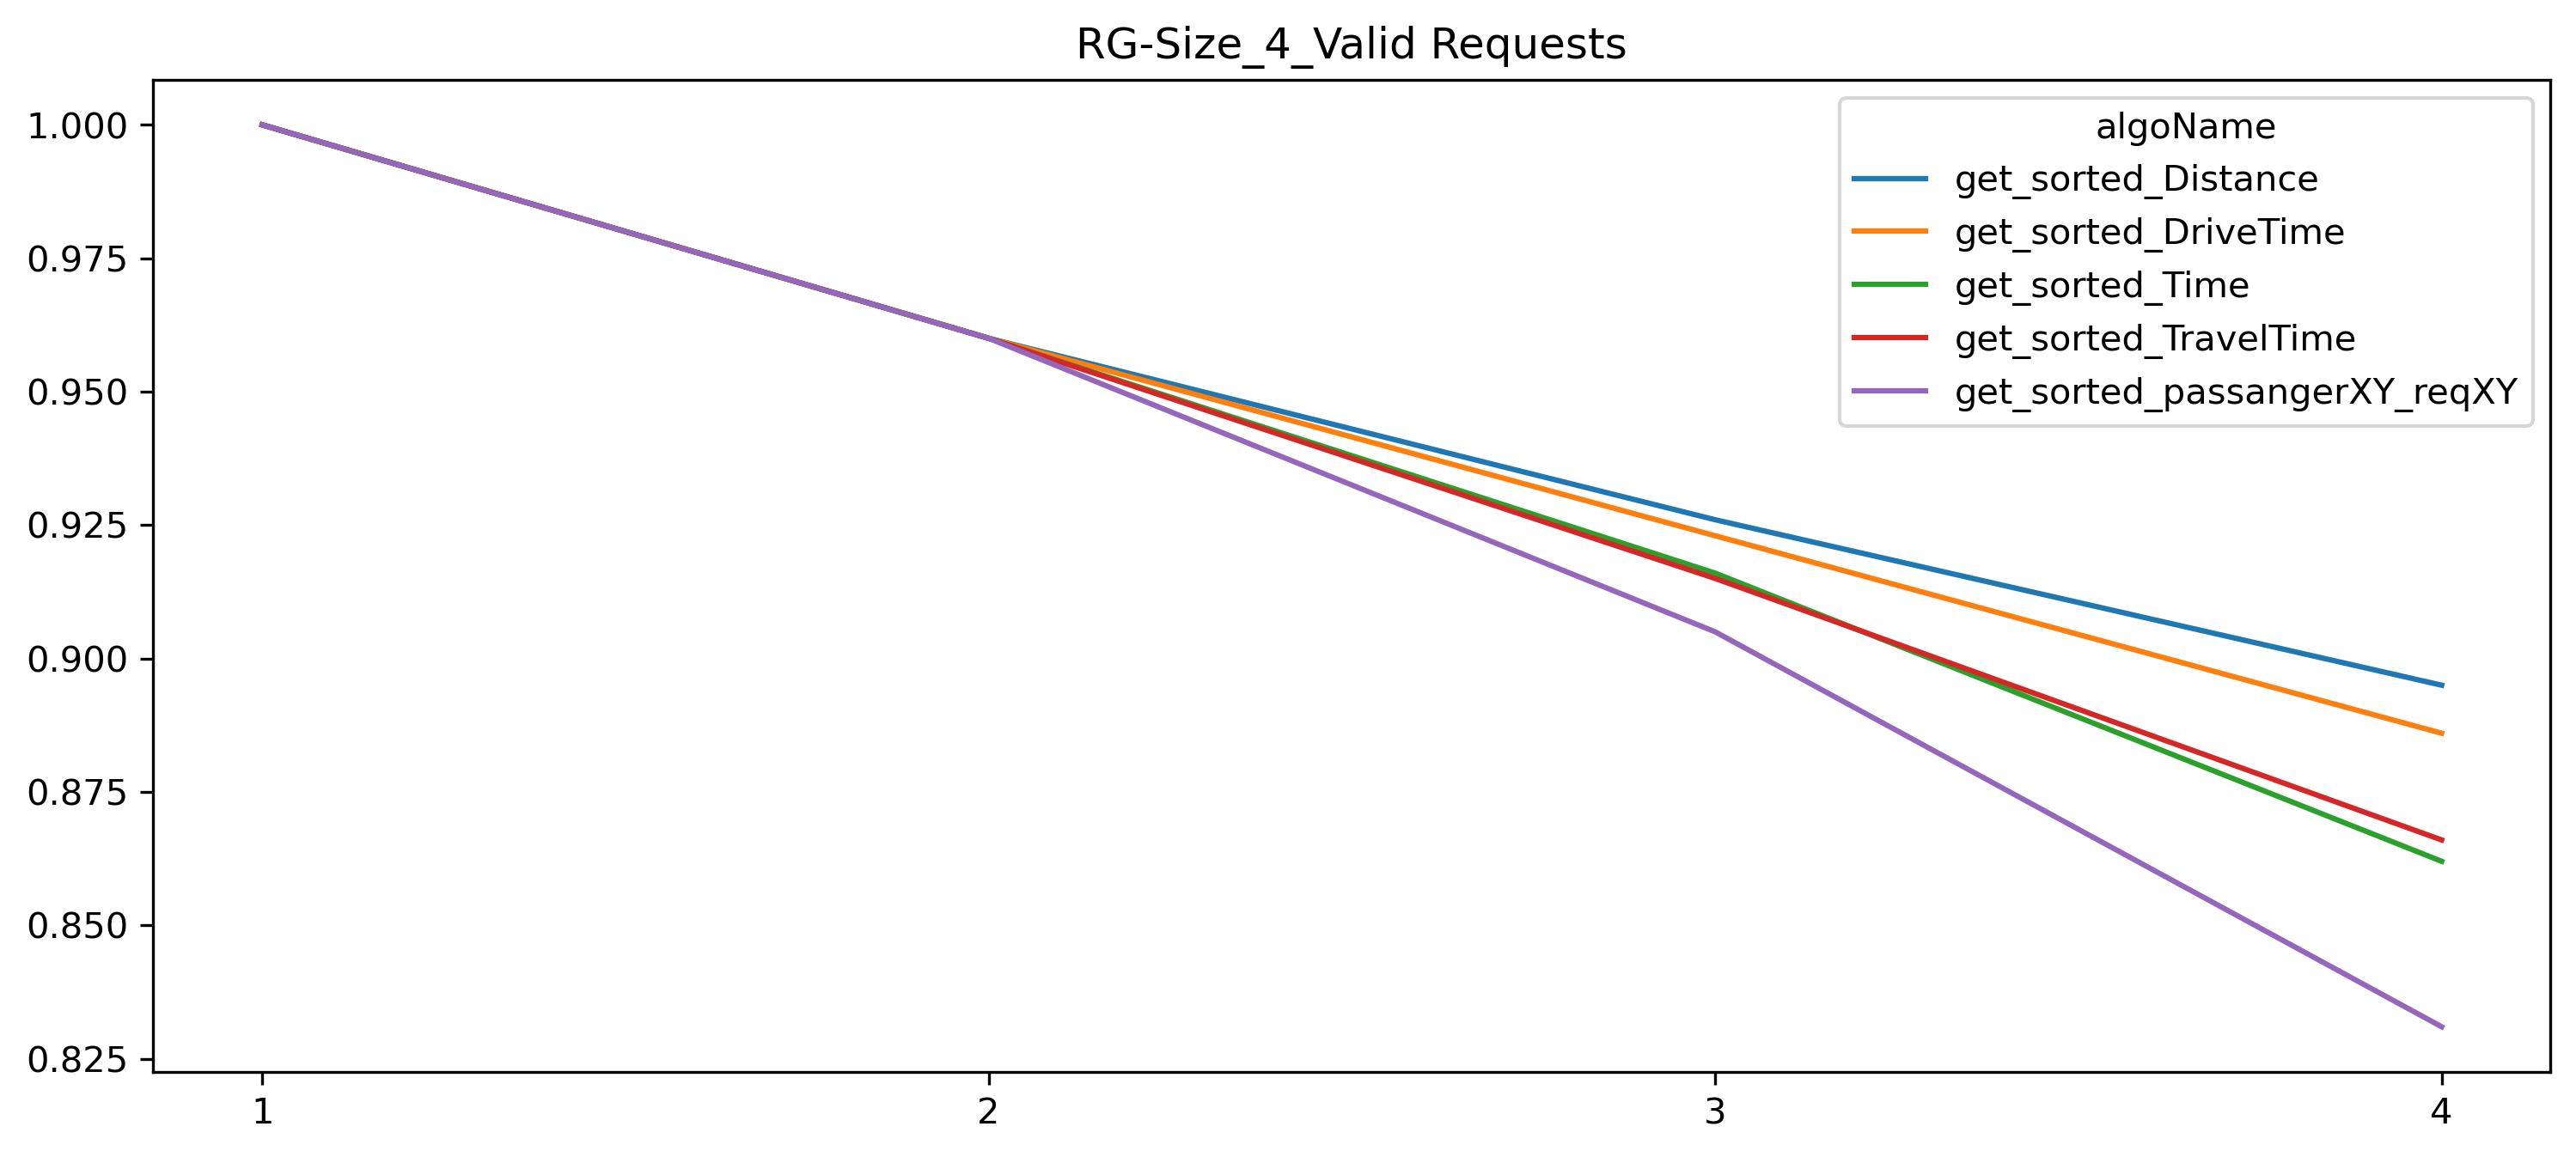 RG-Size_4_Valid Requests
1.000
0.975
0.950
0.925
0.900
0.875
0.850
0.825
algoName
get_sorted_Distance
get_sorted_DriveTime
get_sorted_Time
get_sorted_TravelTime
get_sorted_passangerXY_reqXY
1 2 3 4